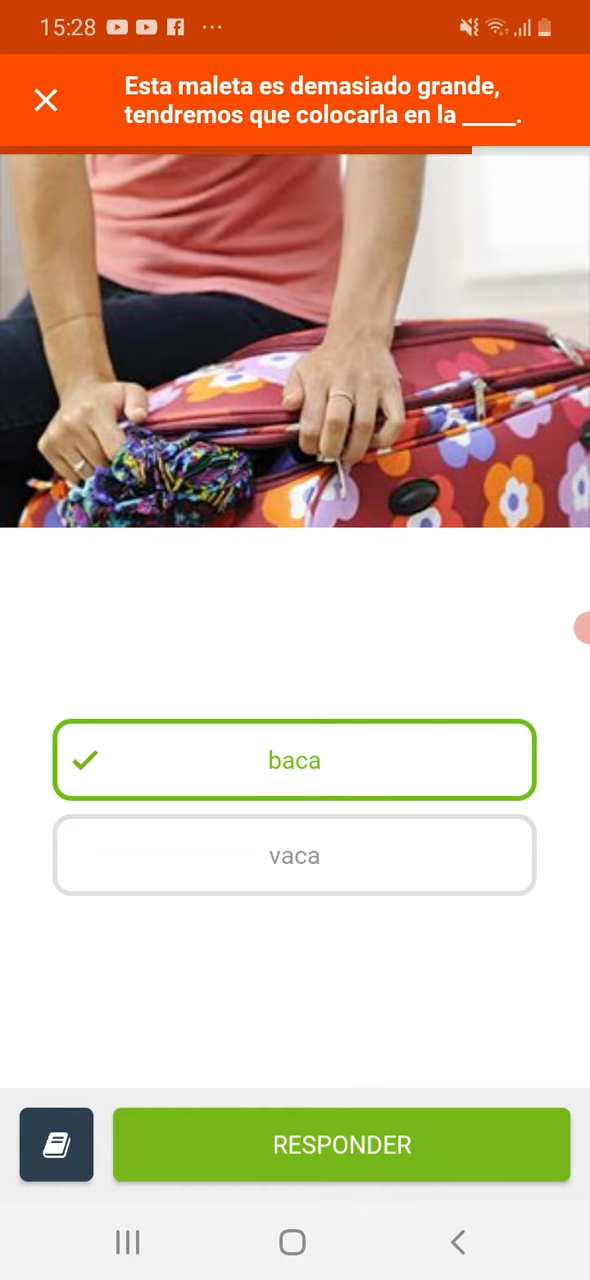 15:28
Esta maleta es demasiado grande,
tendremos que colocarla en la _____.
baca
vaca
RESPONDER